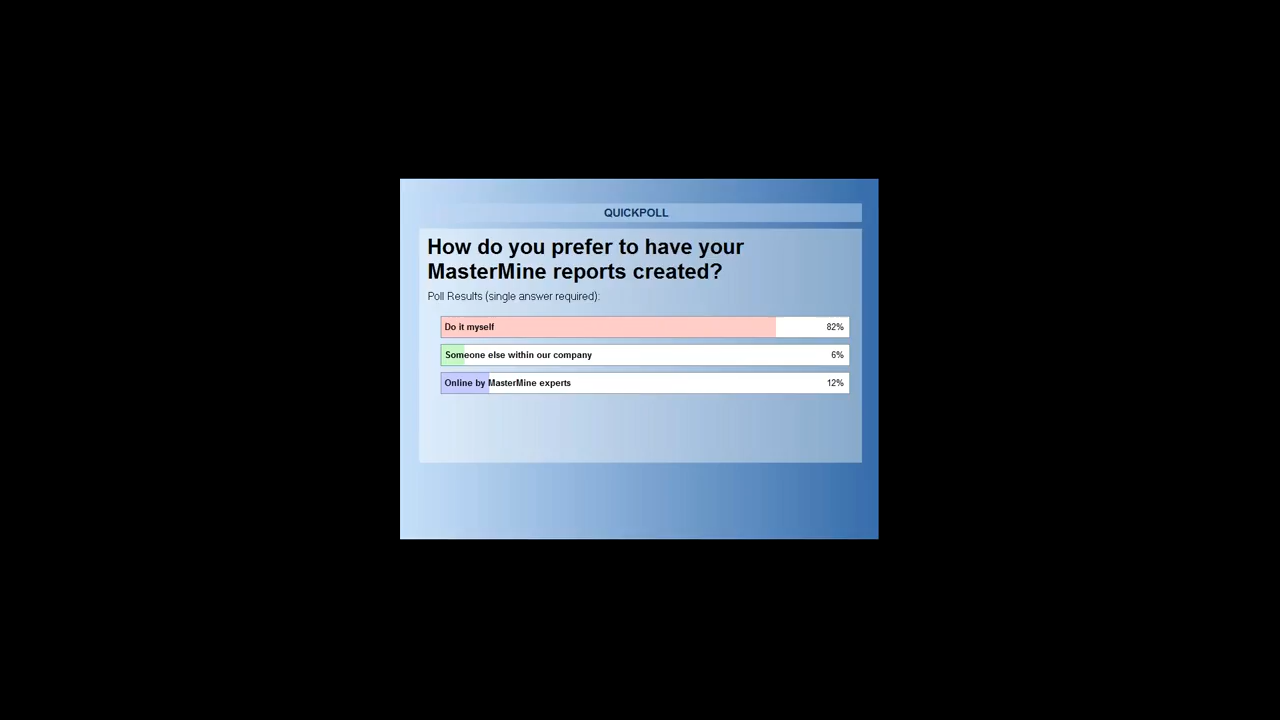 QUICKPOLL
How do you prefer to have your
MasterMine reports created?
Poll Results (single answer required):
Do it myself 82%
Someone else within our company 6%
Online by MasterMine experts 12%